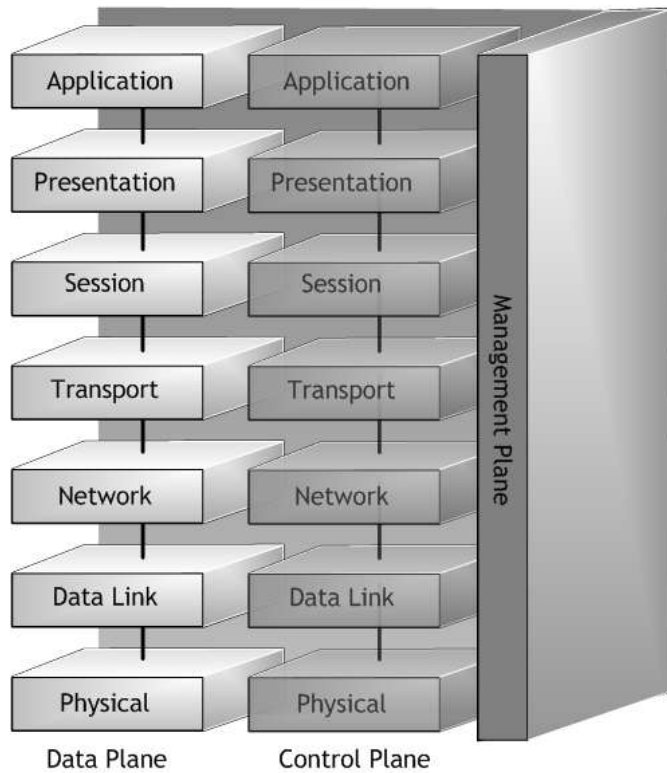 Application
Application
Presentation
Presentation
Session
Session
Transport
Transport
Network
Network
Data Link
Data Link
Physical
Physical
Management Plane
Data Plane
Control Plane